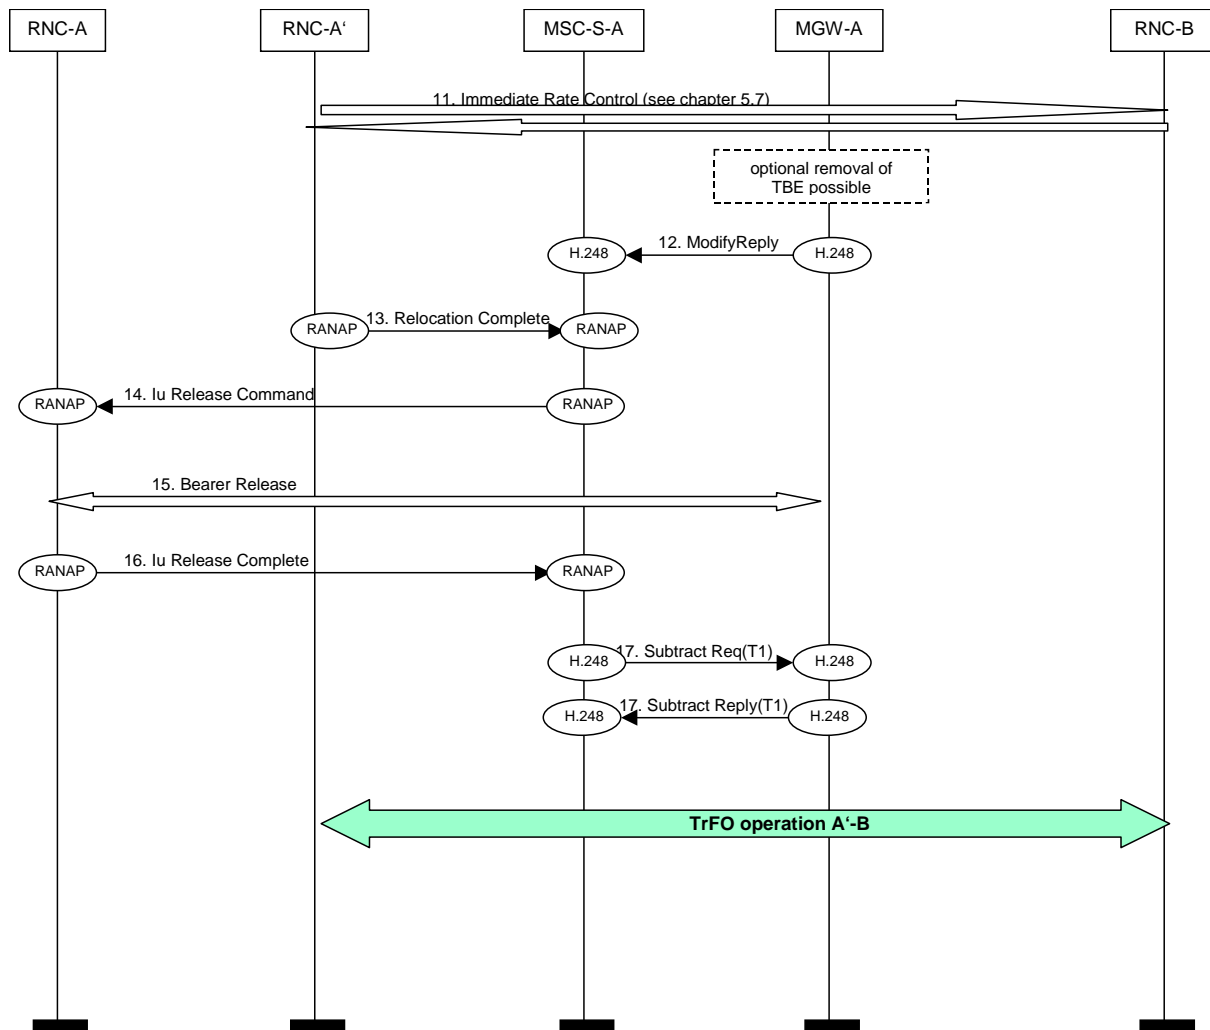 RNC-A
RNC-A‘
MSC-S-A
MGW-A
RNC-B
11. Immediate Rate Control (see chapter 5.7)
optional removal of
TBE possible
H.248
12. ModifyReply
H.248
RANAP
13. Relocation Complete
RANAP
RANAP
14. Iu Release Command
RANAP
15. Bearer Release
RANAP
16. Iu Release Complete
RANAP
H.248
17. Subtract Req(T1)
H.248
H.248
17. Subtract Reply(T1)
H.248
TrFO operation A‘-B